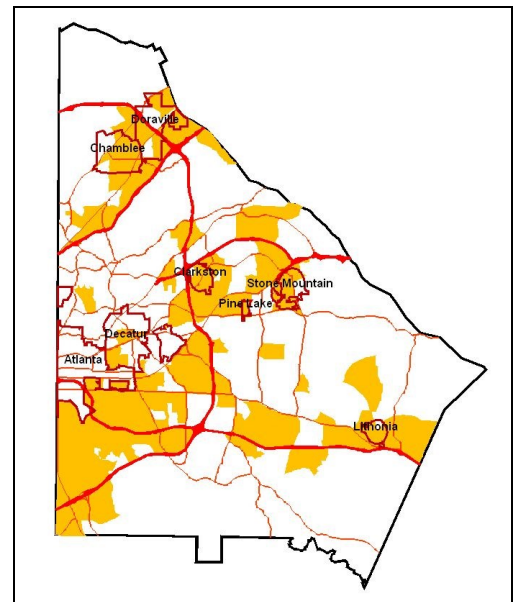 Doraville
Chamblee
Clarkston
Stone Mountain
Pine Lake
Decatur
Atlanta
Lithonia